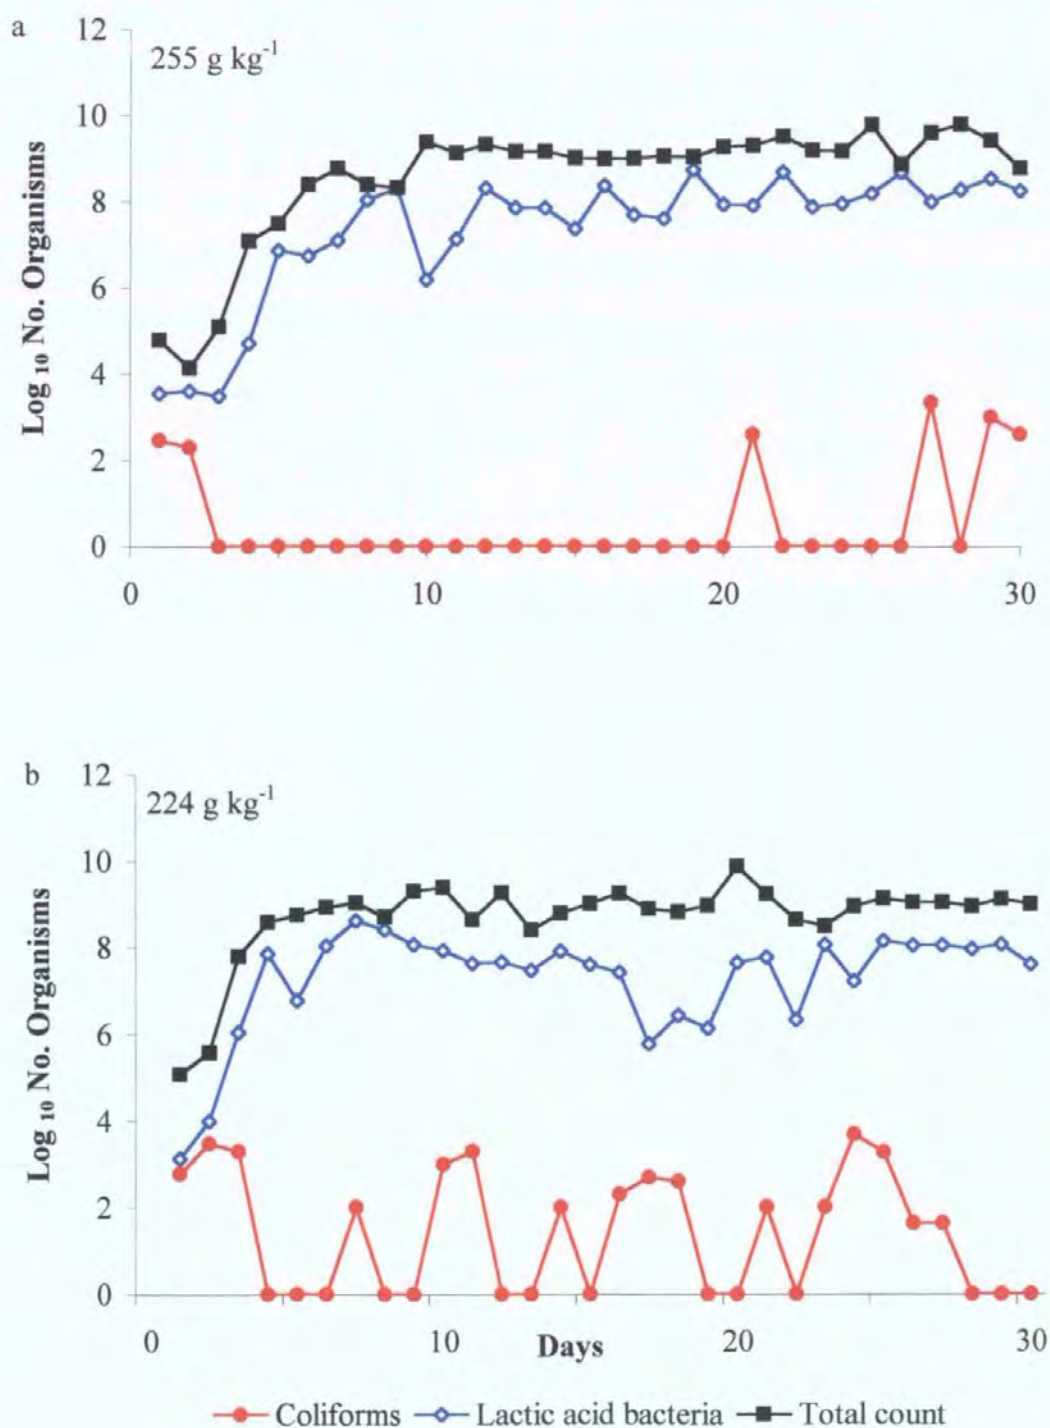 a
255 g kg⁻¹
Log ₁₀ No. Organisms
12
10
8
6
4
2
0
0 10 20 30
b
224 g kg⁻¹
Log ₁₀ No. Organisms
12
10
8
6
4
2
0
0 10 20 30
Days
Coliforms Lactic acid bacteria Total count